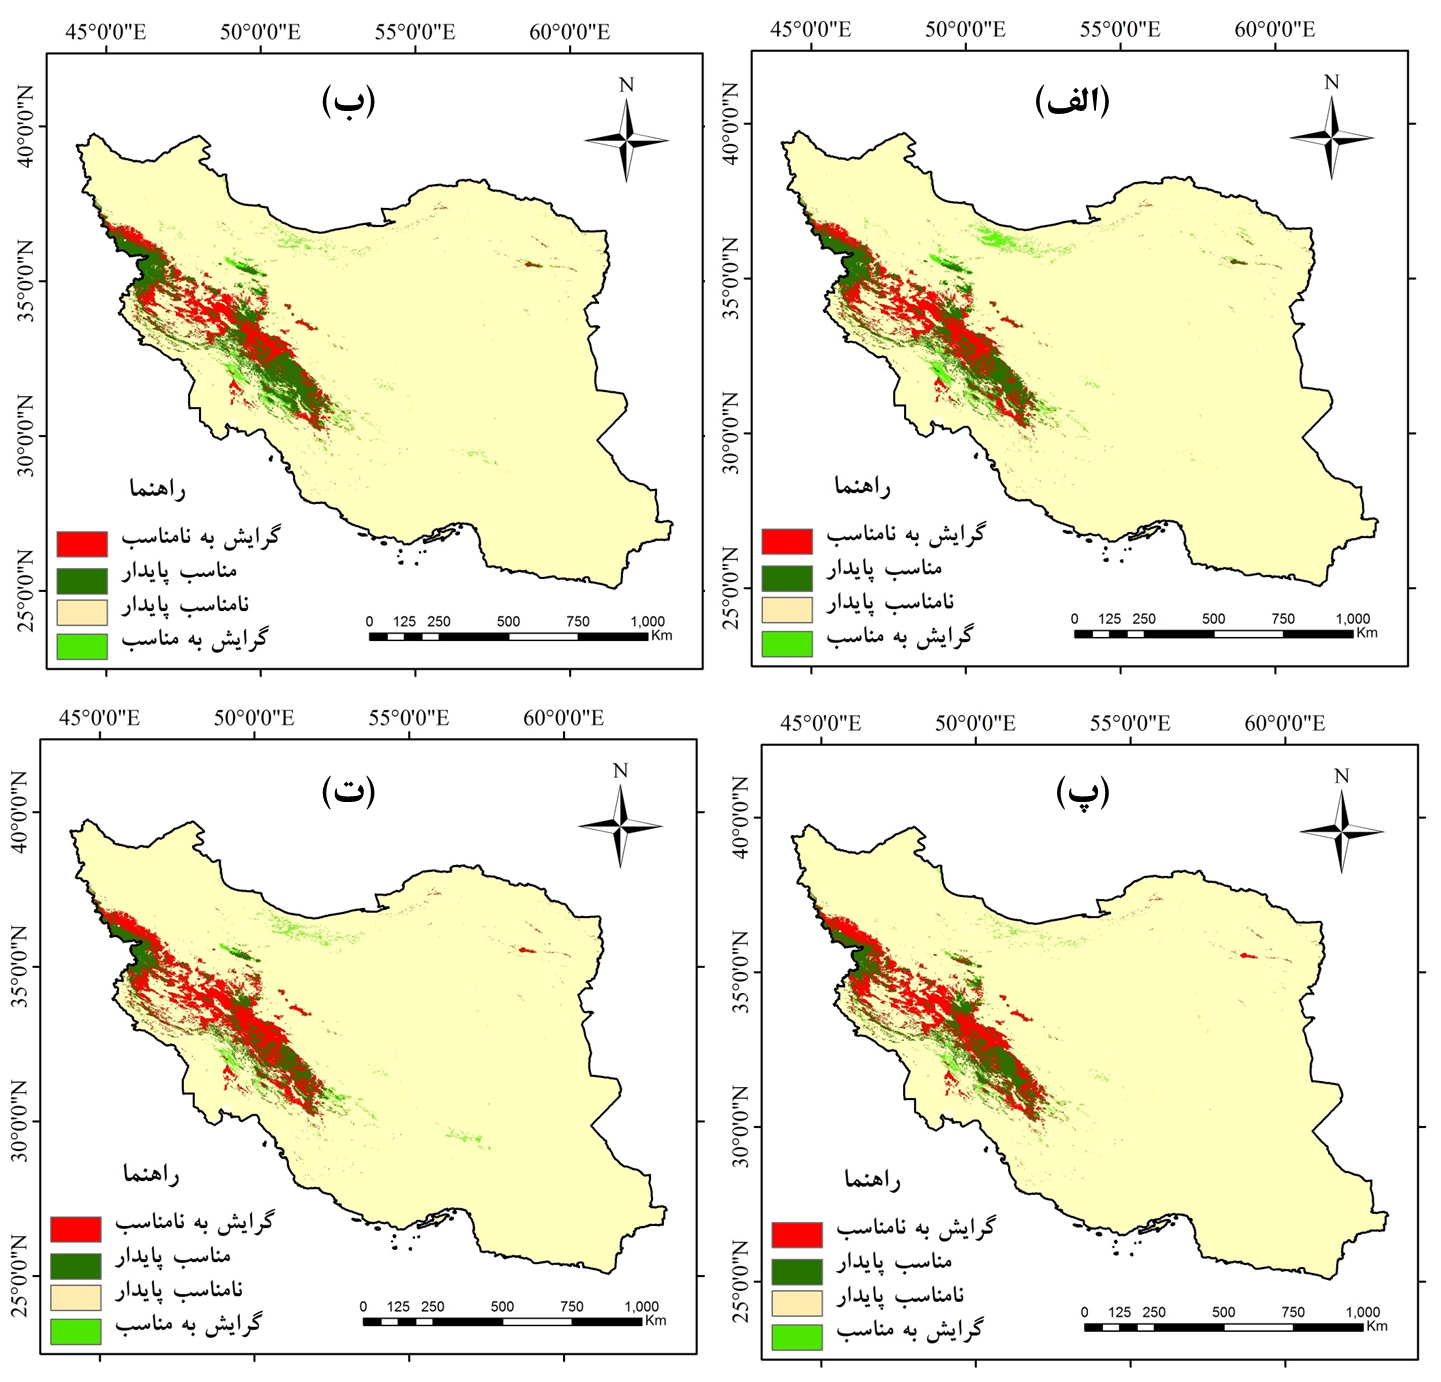 45°0'0"E 50°0'0"E 55°0'0"E 60°0'0"E
40°0'0"N
35°0'0"N
30°0'0"N
25°0'0"N
(الف)
N
راهنما
گرایش به نامناسب
مناسب پایدار
نامناسب پایدار
گرایش به مناسب
0 125 250 500 750 1,000
Km
45°0'0"E 50°0'0"E 55°0'0"E 60°0'0"E
40°0'0"N
35°0'0"N
30°0'0"N
25°0'0"N
(ب)
N
راهنما
گرایش به نامناسب
مناسب پایدار
نامناسب پایدار
گرایش به مناسب
0 125 250 500 750 1,000
Km
45°0'0"E 50°0'0"E 55°0'0"E 60°0'0"E
40°0'0"N
35°0'0"N
30°0'0"N
25°0'0"N
(پ)
N
راهنما
گرایش به نامناسب
مناسب پایدار
نامناسب پایدار
گرایش به مناسب
0 125 250 500 750 1,000
Km
45°0'0"E 50°0'0"E 55°0'0"E 60°0'0"E
40°0'0"N
35°0'0"N
30°0'0"N
25°0'0"N
(ت)
N
راهنما
گرایش به نامناسب
مناسب پایدار
نامناسب پایدار
گرایش به مناسب
0 125 250 500 750 1,000
Km